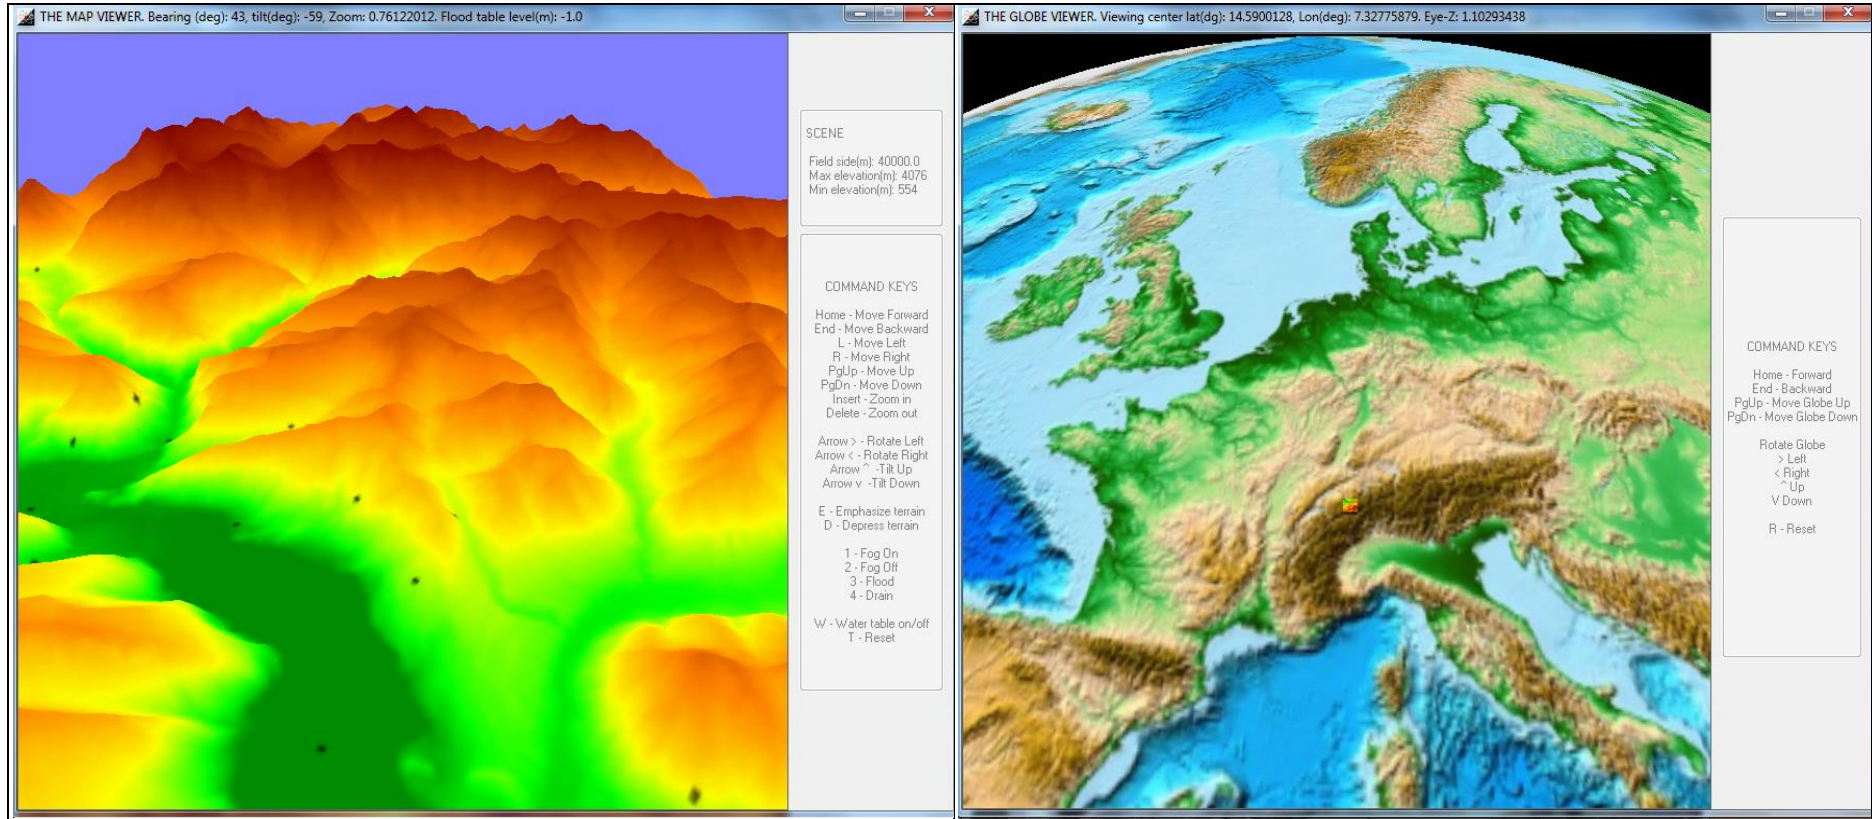 THE MAP VIEWER. Bearing (deg): 43, tilt(deg): -59, Zoom: 0.76122012. Flood table level(m): -1.0
SCENE
Field side(m): 40000.0
Max elevation(m): 4076
Min elevation(m): 554
COMMAND KEYS
Home - Move Forward
End - Move Backward
L - Move Left
R - Move Right
PgUp - Move Up
PgDn - Move Down
Insert - Zoom in
Delete - Zoom out
Arrow > - Rotate Left
Arrow < - Rotate Right
Arrow ^ -Tilt Up
Arrow v -Tilt Down
E - Emphasize terrain
D - Depress terrain
1 - Fog On
2 - Fog Off
3 - Flood
4 - Drain
W - Water table on/off
T - Reset
THE GLOBE VIEWER. Viewing center lat(dg): 14.5900128, Lon(deg): 7.32775879. Eye-Z: 1.10293438
COMMAND KEYS
Home - Forward
End - Backward
PgUp - Move Globe Up
PgDn - Move Globe Down
Rotate Globe
> Left
< Right
^ Up
V Down
R - Reset